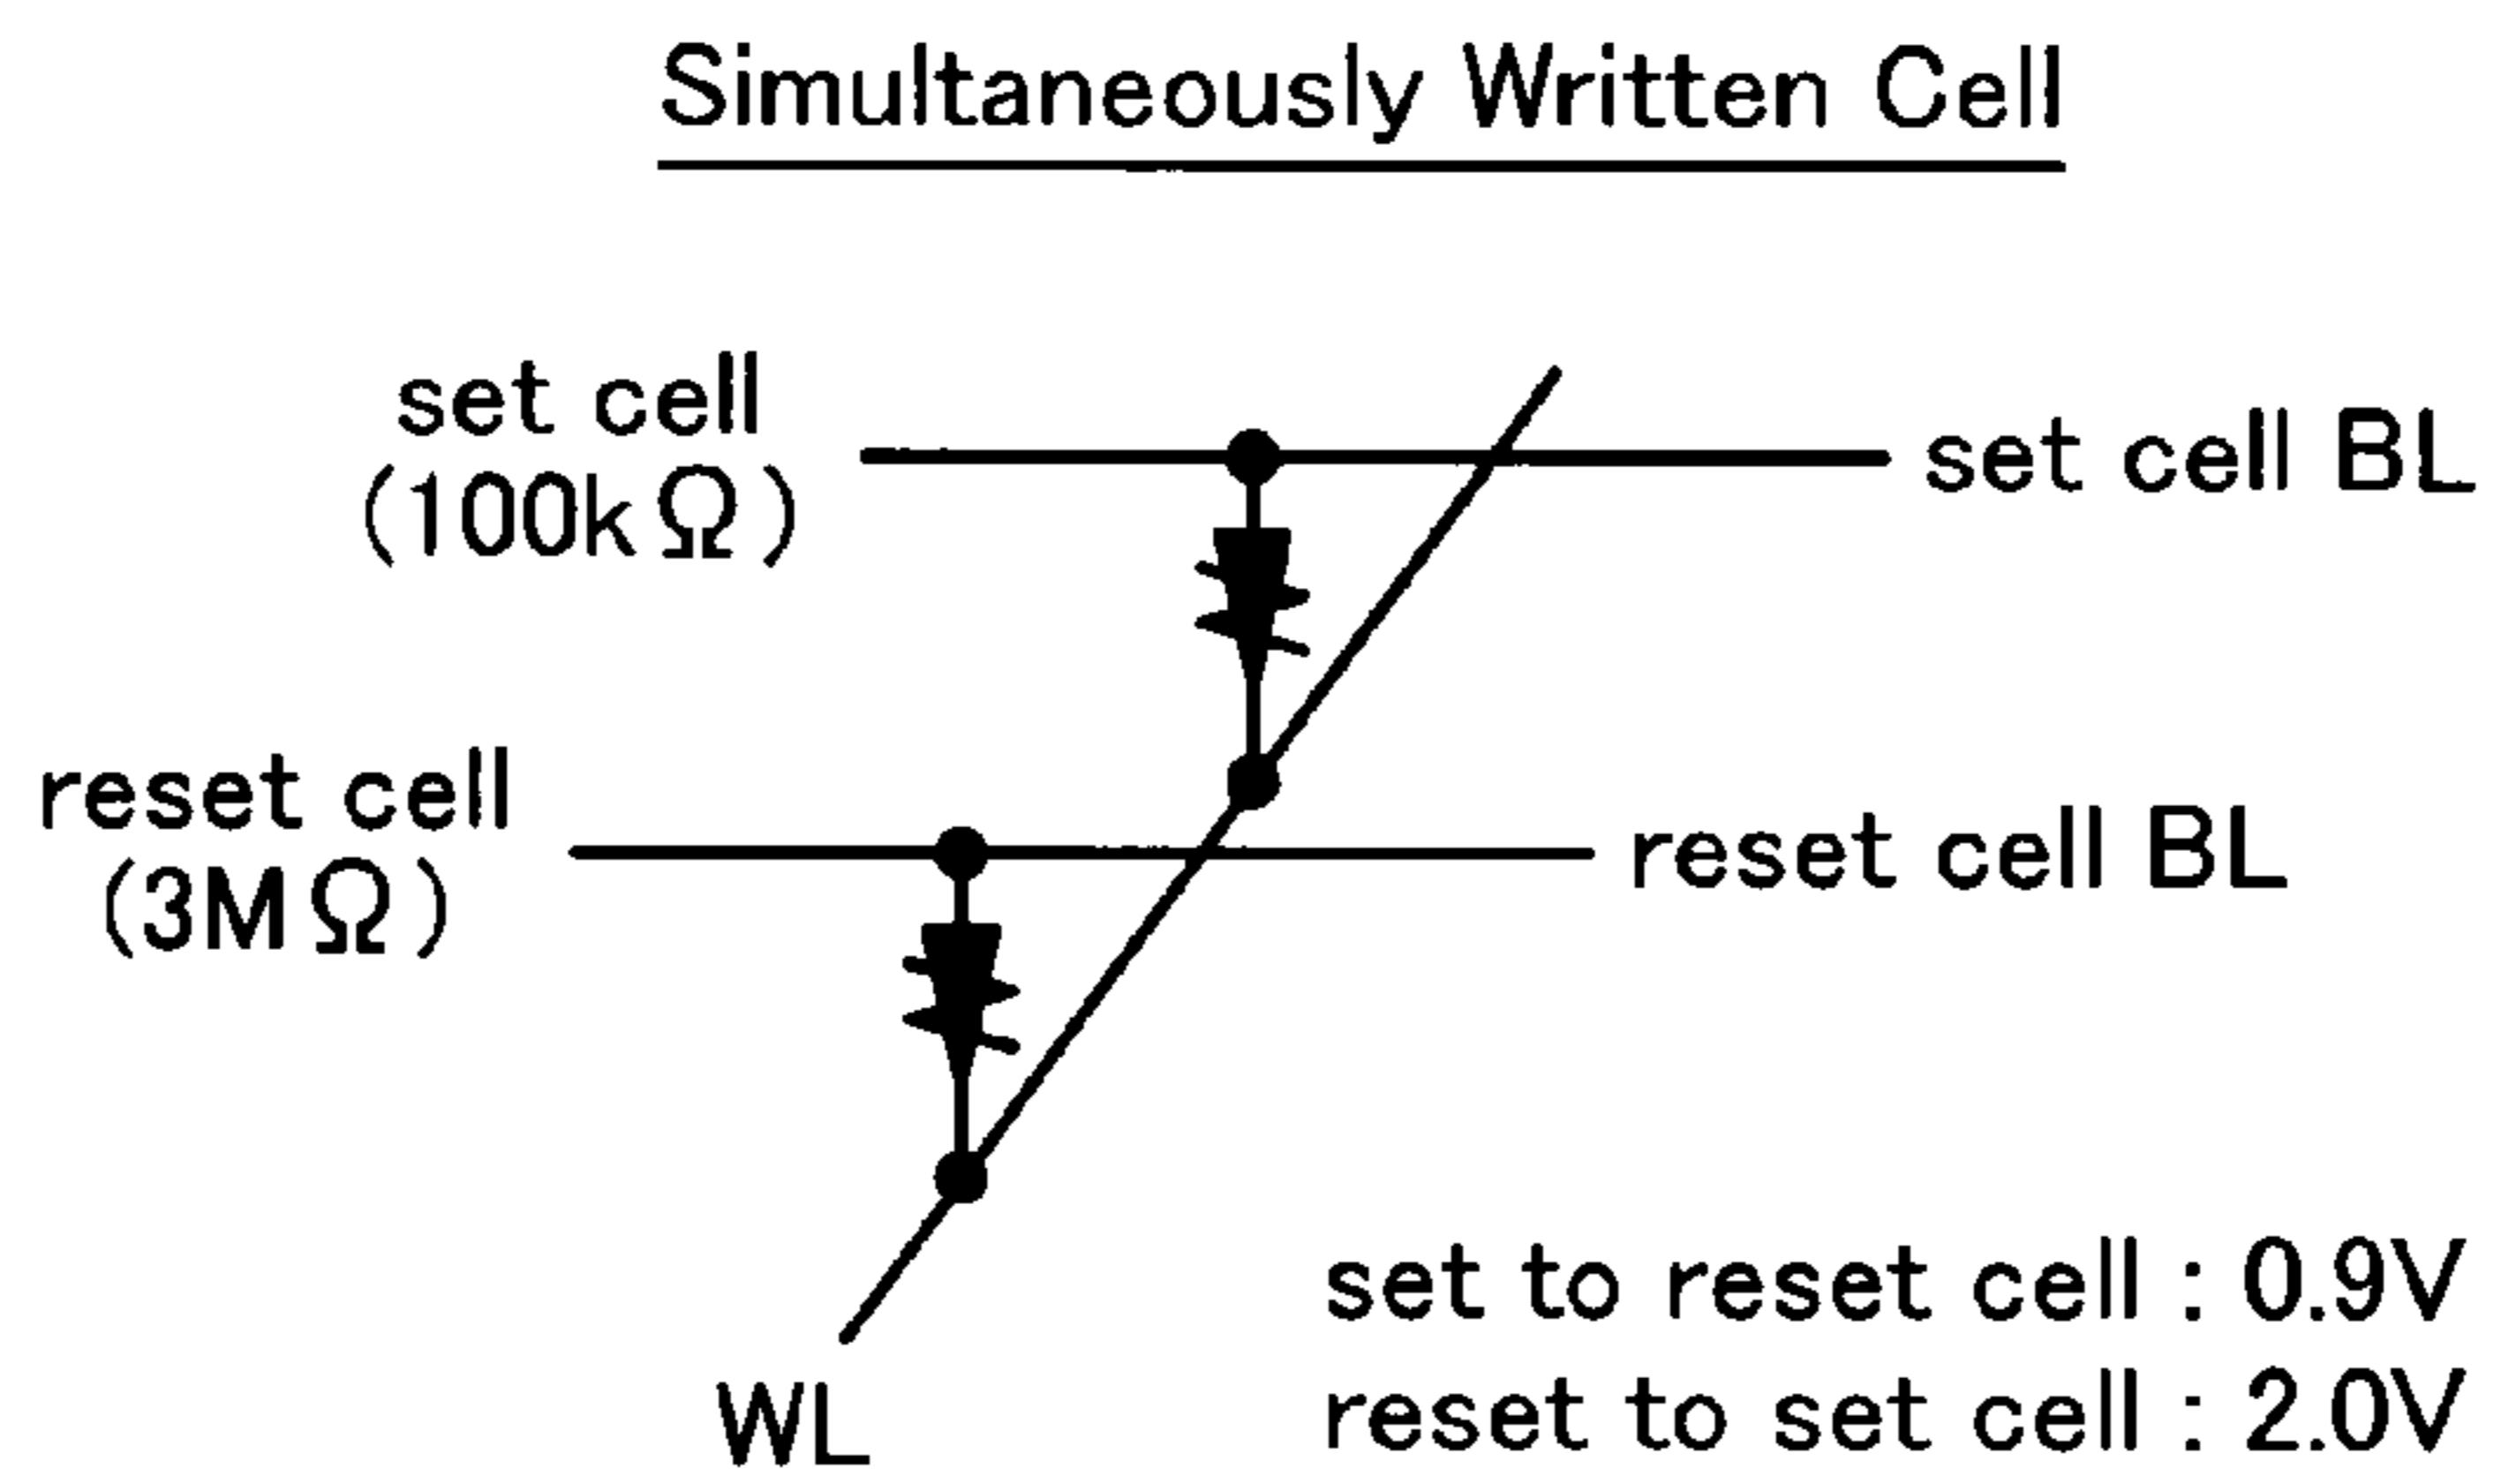 Simultaneously Written Cell
set cell
(100kΩ)
set cell BL
reset cell
(3MΩ)
reset cell BL
set to reset cell : 0.9V
reset to set cell : 2.0V
WL